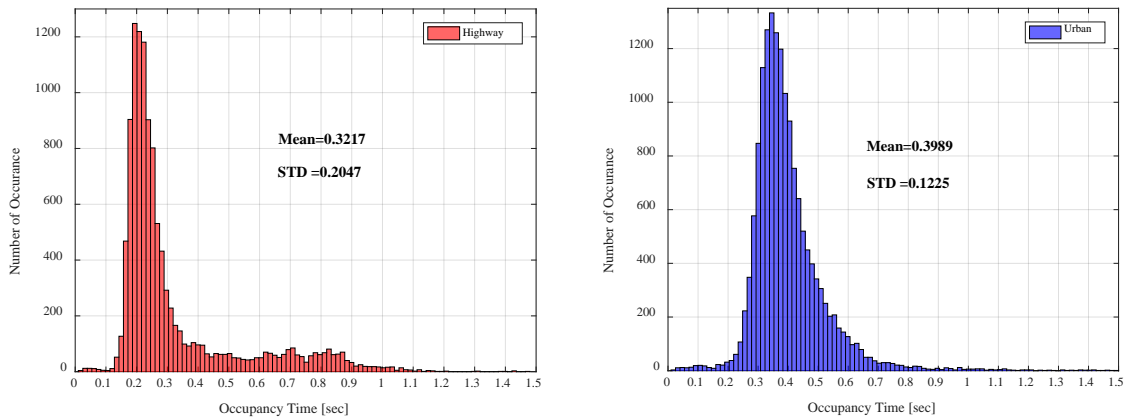 1200
1000
800
600
400
200
0
Number of Occurance
Highway
Mean=0.3217
STD =0.2047
0 0.1 0.2 0.3 0.4 0.5 0.6 0.7 0.8 0.9 1 1.1 1.2 1.3 1.4 1.5
Occupancy Time [sec]
1200
1000
800
600
400
200
0
Number of Occurance
Urban
Mean=0.3989
STD =0.1225
0 0.1 0.2 0.3 0.4 0.5 0.6 0.7 0.8 0.9 1 1.1 1.2 1.3 1.4 1.5
Occupancy Time [sec]